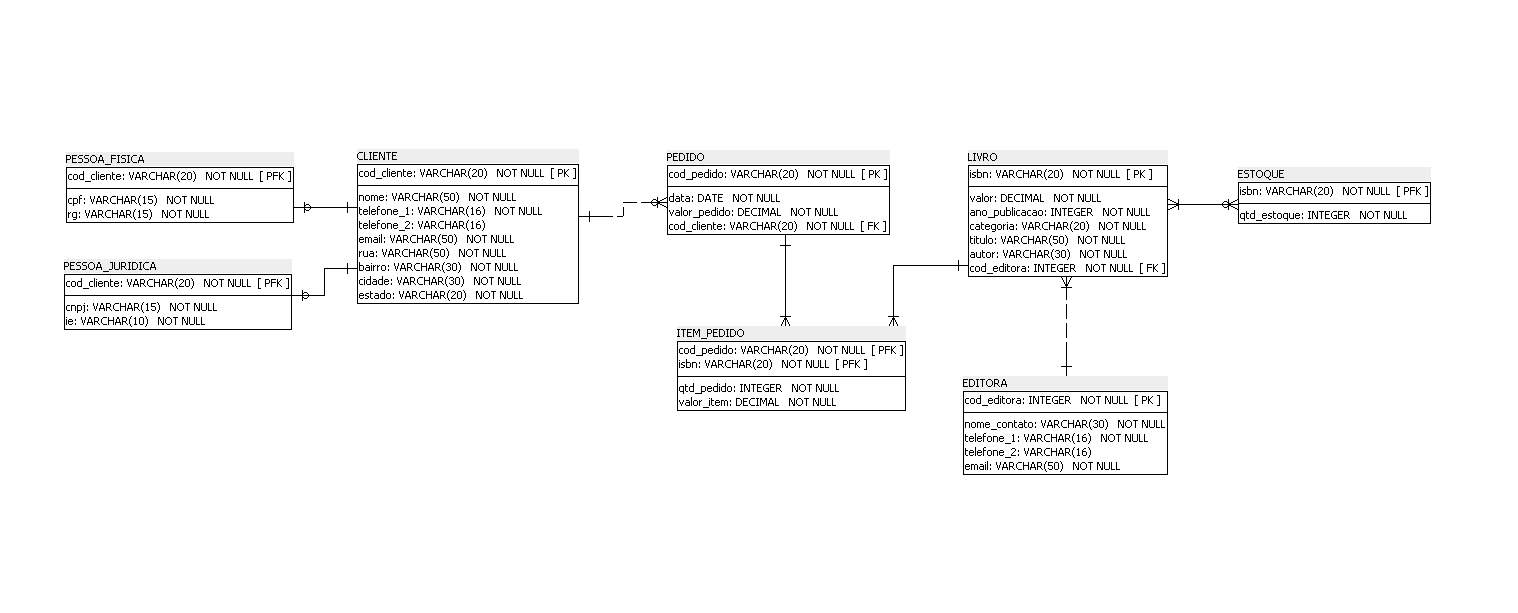 PESSOA_FISICA
cod_cliente: VARCHAR(20) NOT NULL [ PFK ]
cpf: VARCHAR(15) NOT NULL
rg: VARCHAR(15) NOT NULL
PESSOA_JURIDICA
cod_cliente: VARCHAR(20) NOT NULL [ PFK ]
cnpj: VARCHAR(15) NOT NULL
ie: VARCHAR(10) NOT NULL
CLIENTE
cod_cliente: VARCHAR(20) NOT NULL [ PK ]
nome: VARCHAR(50) NOT NULL
telefone_1: VARCHAR(16) NOT NULL
telefone_2: VARCHAR(16)
email: VARCHAR(50) NOT NULL
rua: VARCHAR(50) NOT NULL
bairro: VARCHAR(30) NOT NULL
cidade: VARCHAR(30) NOT NULL
estado: VARCHAR(20) NOT NULL
PEDIDO
cod_pedido: VARCHAR(20) NOT NULL [ PK ]
data: DATE NOT NULL
valor_pedido: DECIMAL NOT NULL
cod_cliente: VARCHAR(20) NOT NULL [ FK ]
ITEM_PEDIDO
cod_pedido: VARCHAR(20) NOT NULL [ PFK ]
isbn: VARCHAR(20) NOT NULL [ PFK ]
qtd_pedido: INTEGER NOT NULL
valor_item: DECIMAL NOT NULL
LIVRO
isbn: VARCHAR(20) NOT NULL [ PK ]
valor: DECIMAL NOT NULL
ano_publicacao: INTEGER NOT NULL
categoria: VARCHAR(20) NOT NULL
titulo: VARCHAR(50) NOT NULL
autor: VARCHAR(30) NOT NULL
cod_editora: INTEGER NOT NULL [ FK ]
EDITORA
cod_editora: INTEGER NOT NULL [ PK ]
nome_contato: VARCHAR(30) NOT NULL
telefone_1: VARCHAR(16) NOT NULL
telefone_2: VARCHAR(16)
email: VARCHAR(50) NOT NULL
ESTOQUE
isbn: VARCHAR(20) NOT NULL [ PFK ]
qtd_estoque: INTEGER NOT NULL